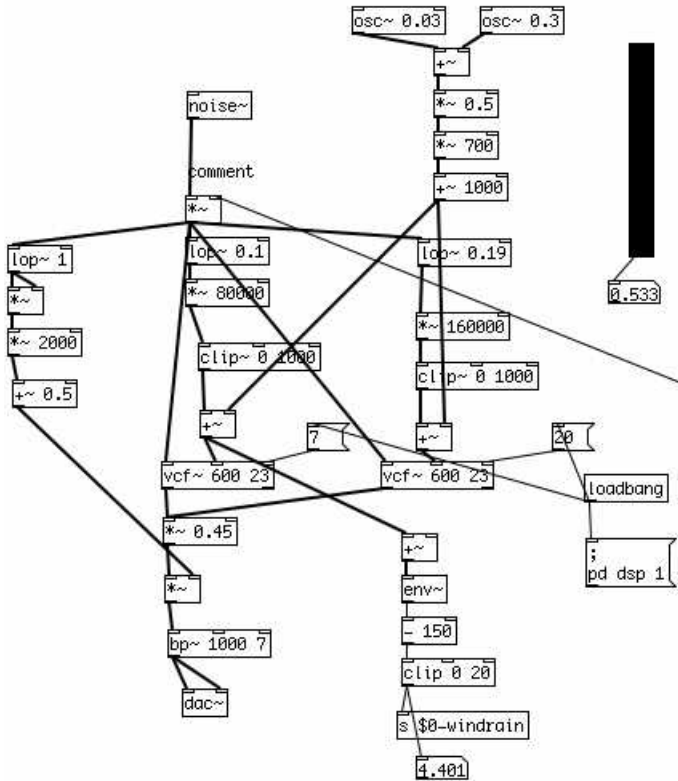 osc~ 0.03
osc~ 0.3
+~
*~ 0.5
noise~
*~ 700
comment
+~ 1000
*~
lop~ 1
lop~ 0.1
lop~ 0.19
*~
*~ 80000
0.533
*~ 2000
*~ 160000
clip~ 0 1000
+~ 0.5
clip~ 0 1000
+~
+~
7
20
vcf~ 600 23
vcf~ 600 23
loadbang
*~ 0.45
+~
;
pd dsp 1
*~
env~
- 150
bp~ 1000 7
clip 0 20
dac~
s $0-windrain
4.401